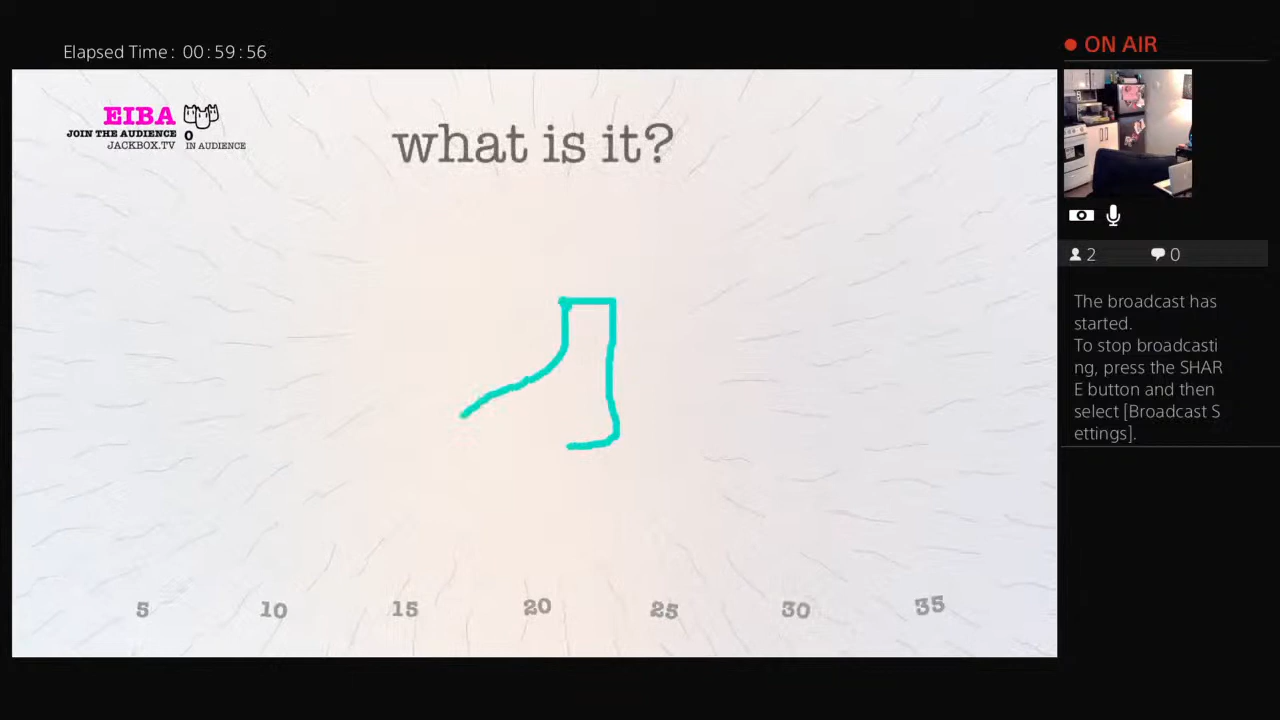 Elapsed Time: 00:59:56
ON AIR
EIBA
JOIN THE AUDIENCE 0
JACKBOX.TV IN AUDIENCE
what is it?
2 0
The broadcast has
started.
To stop broadcasti
ng, press the SHAR
E button and then
select [Broadcast S
ettings].
5 10 15 20 25 30 35